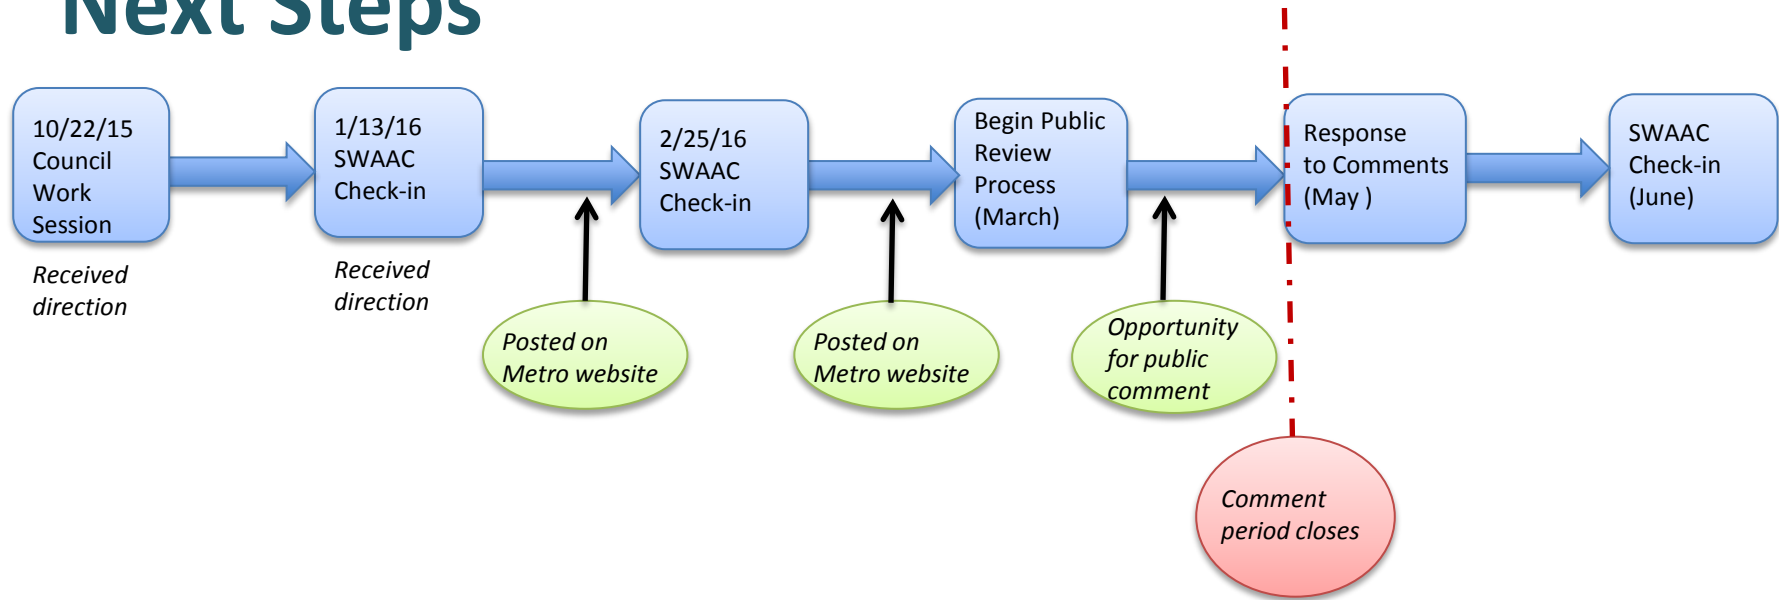 Next Steps
10/22/15
Council
Work
Session
Received
direction
1/13/16
SWAAC
Check-in
Received
direction
2/25/16
SWAAC
Check-in
Begin Public
Review
Process
(March)
Response
to Comments
(May )
SWAAC
Check-in
(June)
Posted on
Metro website
Posted on
Metro website
Opportunity
for public
comment
Comment
period closes